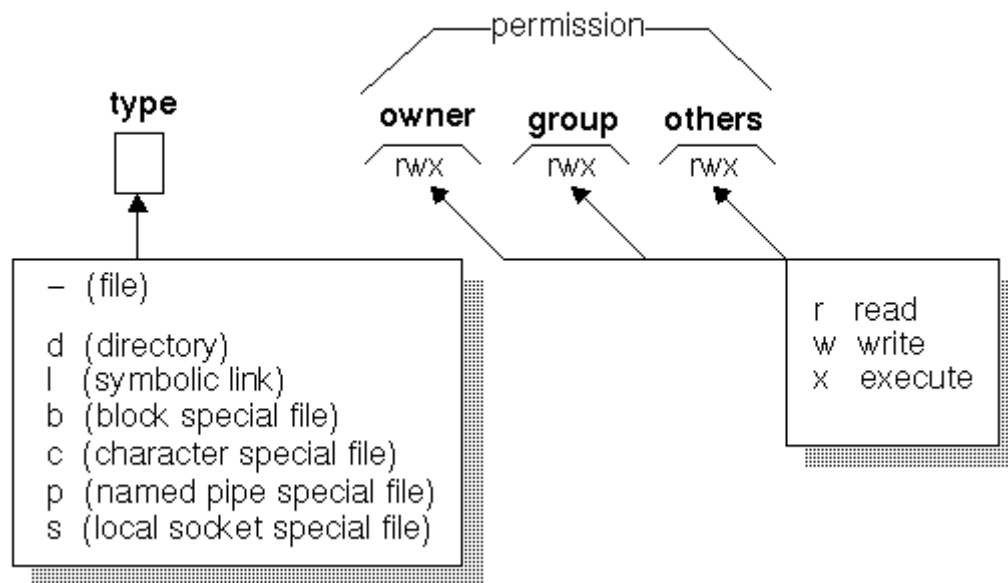 permission
type
owner group others
rwx rwx rwx
– (file)
d (directory)
l (symbolic link)
b (block special file)
c (character special file)
p (named pipe special file)
s (local socket special file)
r read
w write
x execute